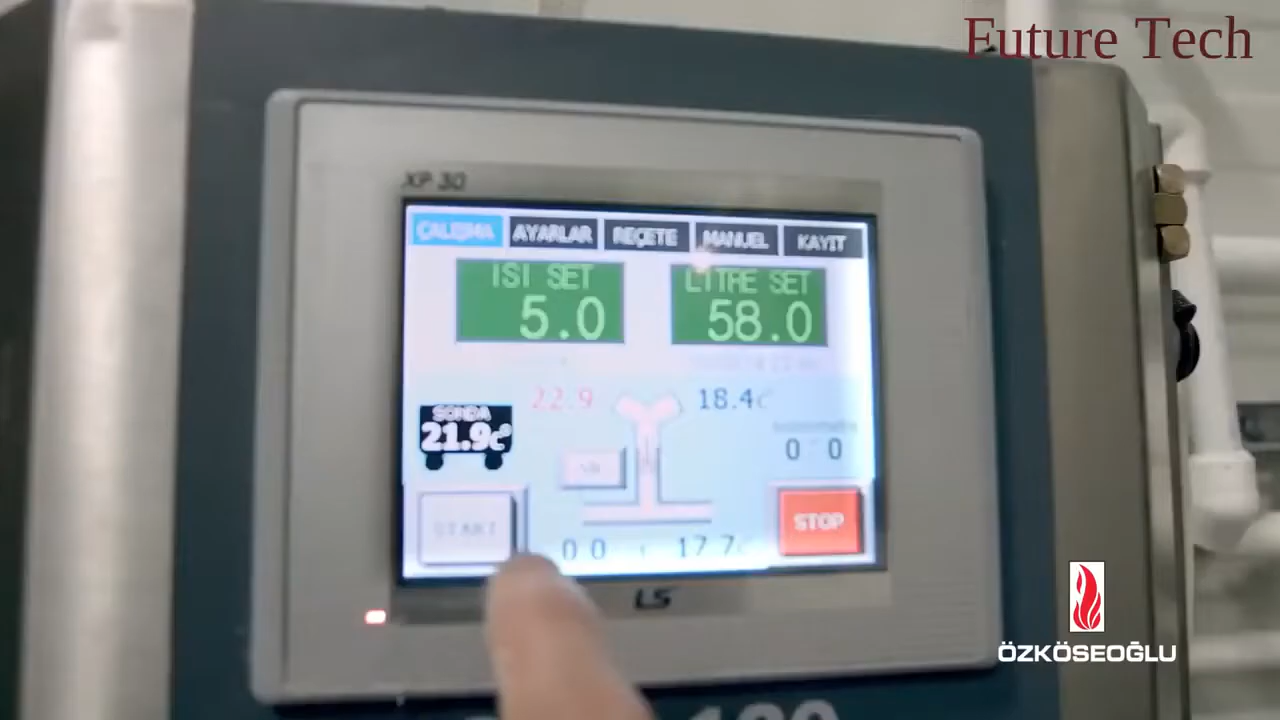 Future Tech
XP 30
ÇALIŞMA AYARLAR REÇETE MANUEL KAYIT
ISI SET LITRE SET
5.0 58.0
22.9 18.4c
SONDA
21.9c°
0 0
START STOP
0.0 17.7c
LS
ÖZKÖSEOĞLU